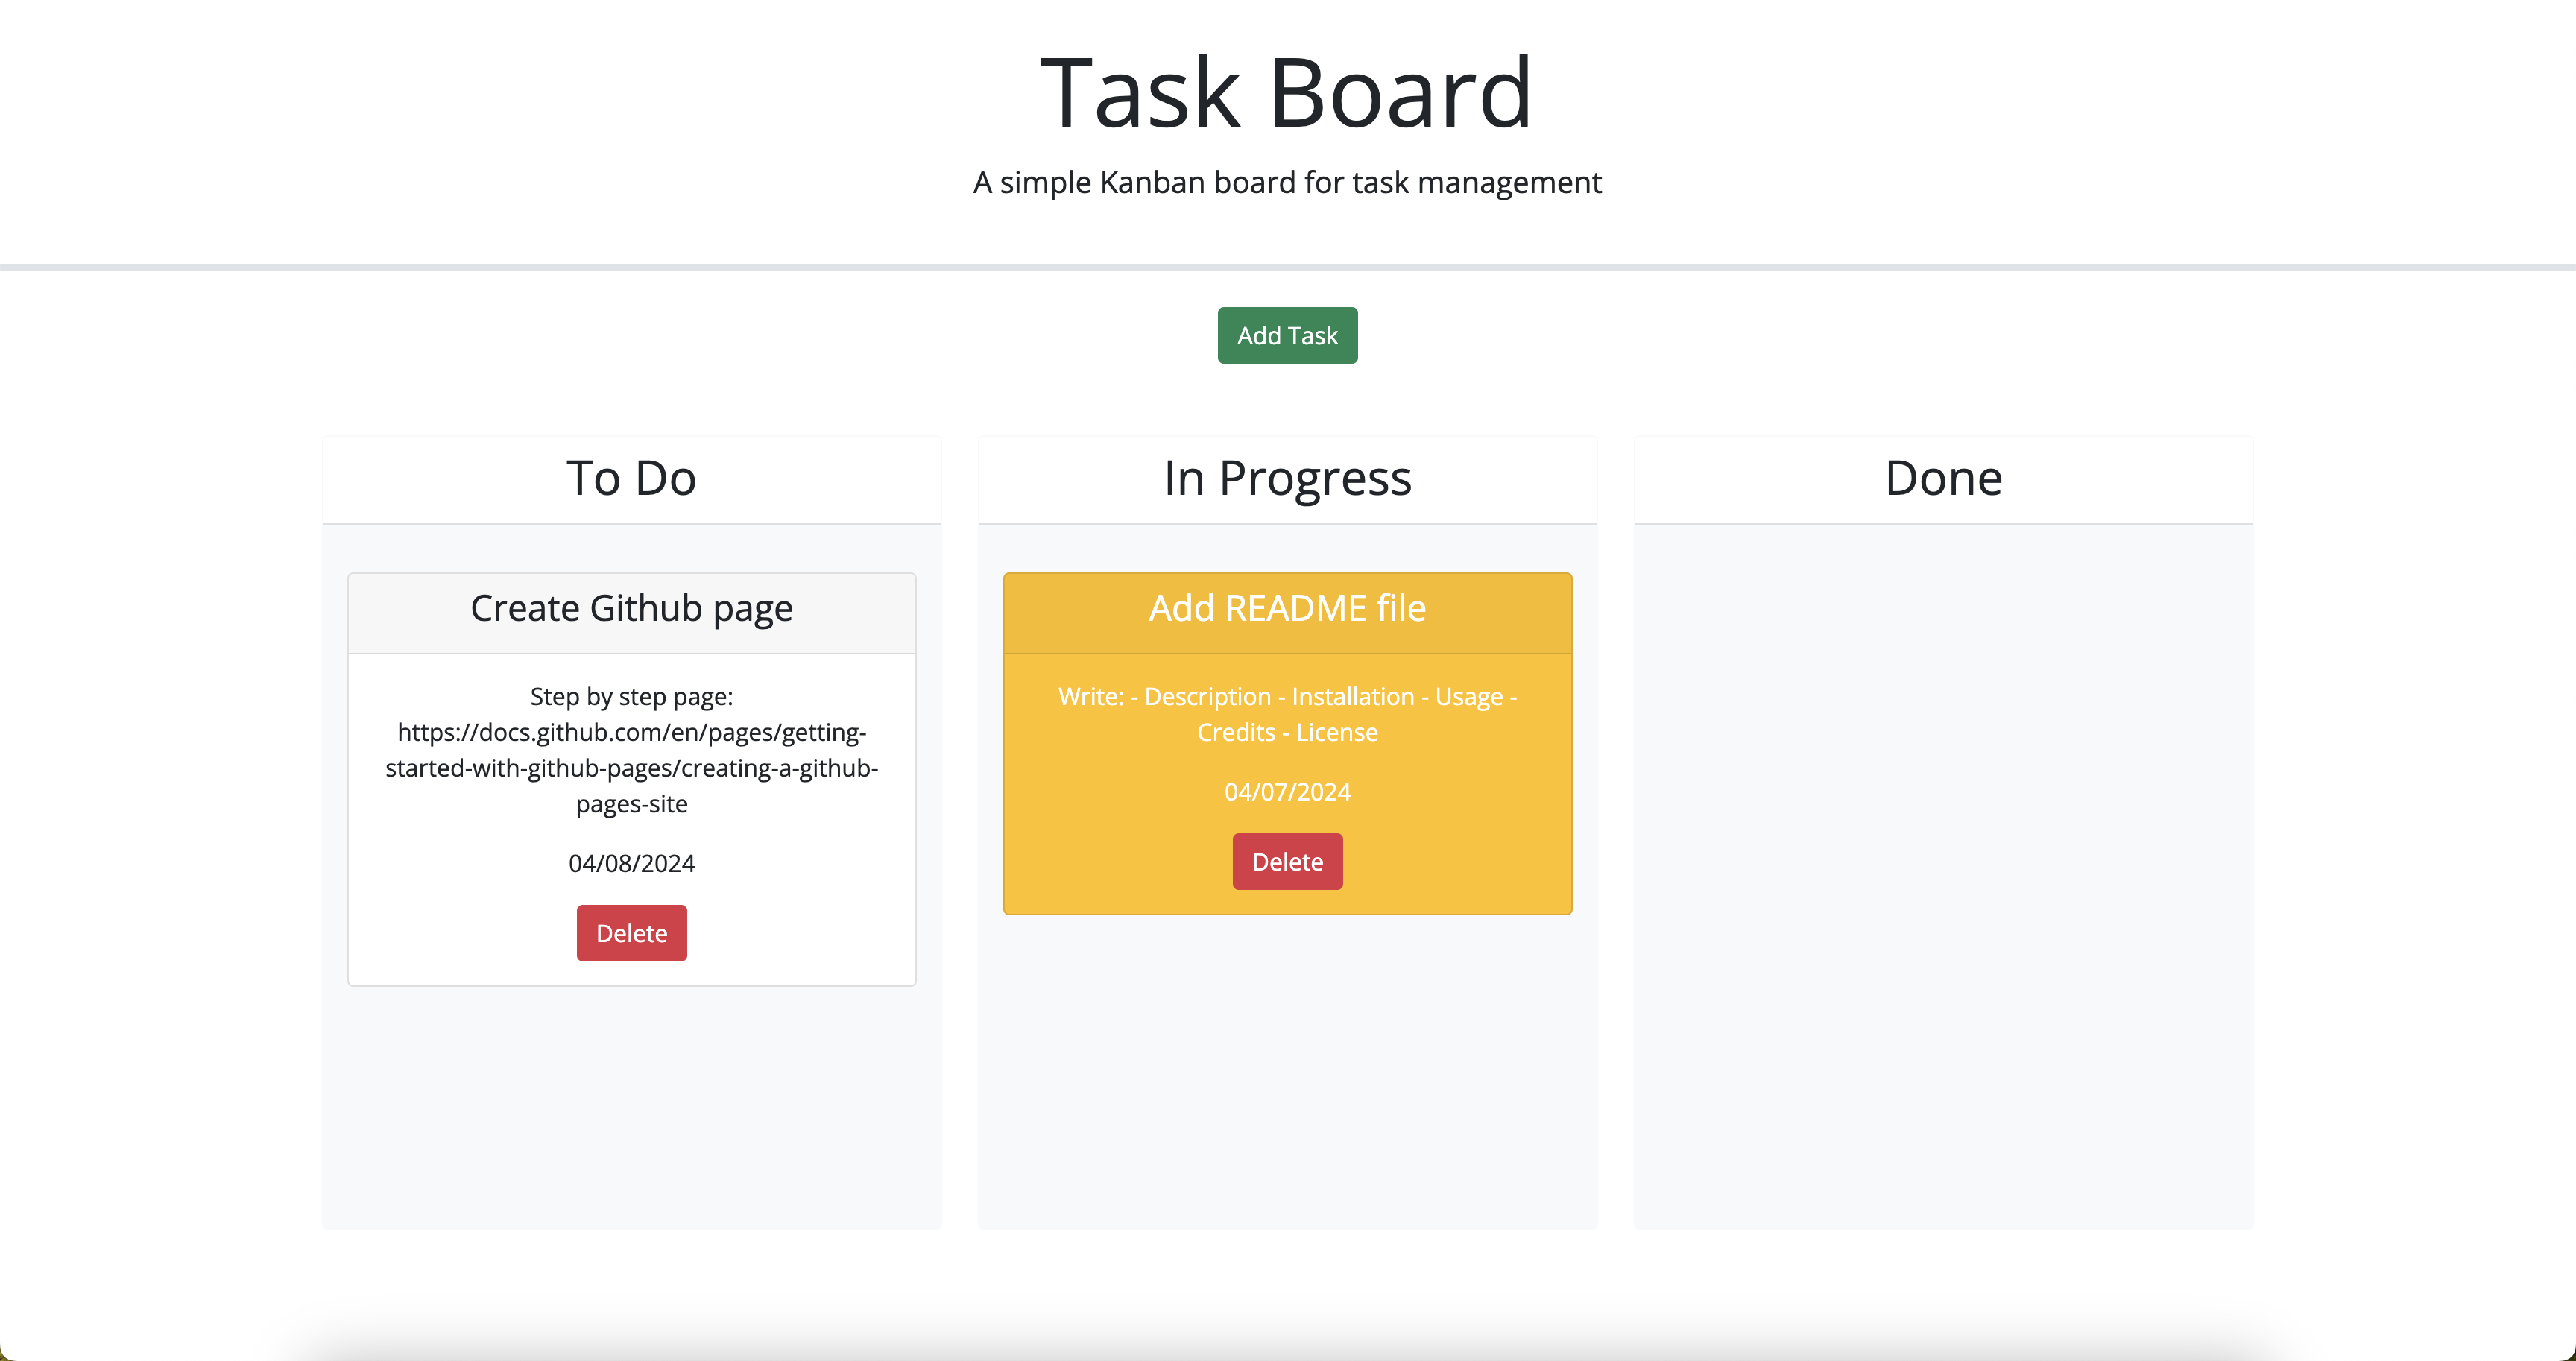 Task Board
A simple Kanban board for task management
Add Task
To Do
Create Github page
Step by step page:
https://docs.github.com/en/pages/getting-
started-with-github-pages/creating-a-github-
pages-site
04/08/2024
Delete
In Progress
Add README file
Write: - Description - Installation - Usage -
Credits - License
04/07/2024
Delete
Done